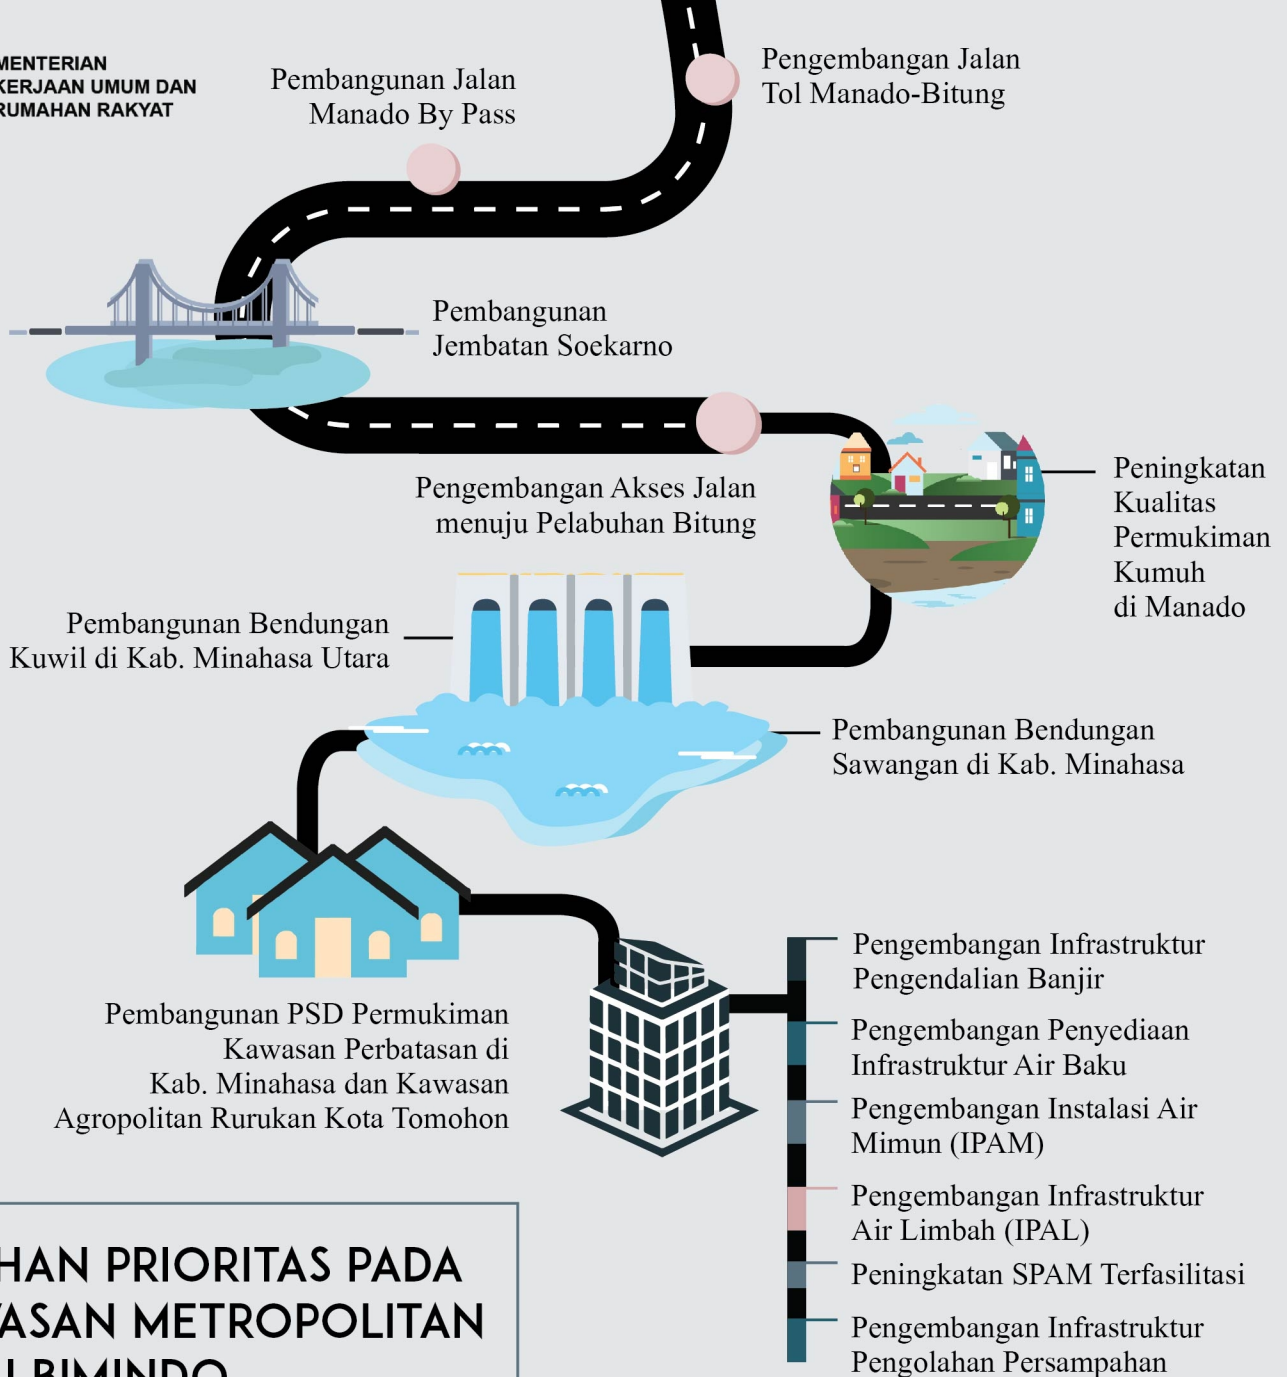 MENTERIAN
KERJAAN UMUM DAN
RUMAHAN RAKYAT
Pembangunan Jalan
Manado By Pass
Pengembangan Jalan
Tol Manado-Bitung
Pembangunan
Jembatan Soekarno
Pengembangan Akses Jalan
menuju Pelabuhan Bitung
Peningkatan
Kualitas
Permukiman
Kumuh
di Manado
Pembangunan Bendungan
Kuwil di Kab. Minahasa Utara
Pembangunan Bendungan
Sawangan di Kab. Minahasa
Pembangunan PSD Permukiman
Kawasan Perbatasan di
Kab. Minahasa dan Kawasan
Agropolitan Rurukan Kota Tomohon
Pengembangan Infrastruktur
Pengendalian Banjir
Pengembangan Penyediaan
Infrastruktur Air Baku
Pengembangan Instalasi Air
Mimun (IPAM)
Pengembangan Infrastruktur
Air Limbah (IPAL)
Peningkatan SPAM Terfasilitasi
Pengembangan Infrastruktur
Pengolahan Persampahan
HAN PRIORITAS PADA
ASAN METROPOLITAN
BIMINDO